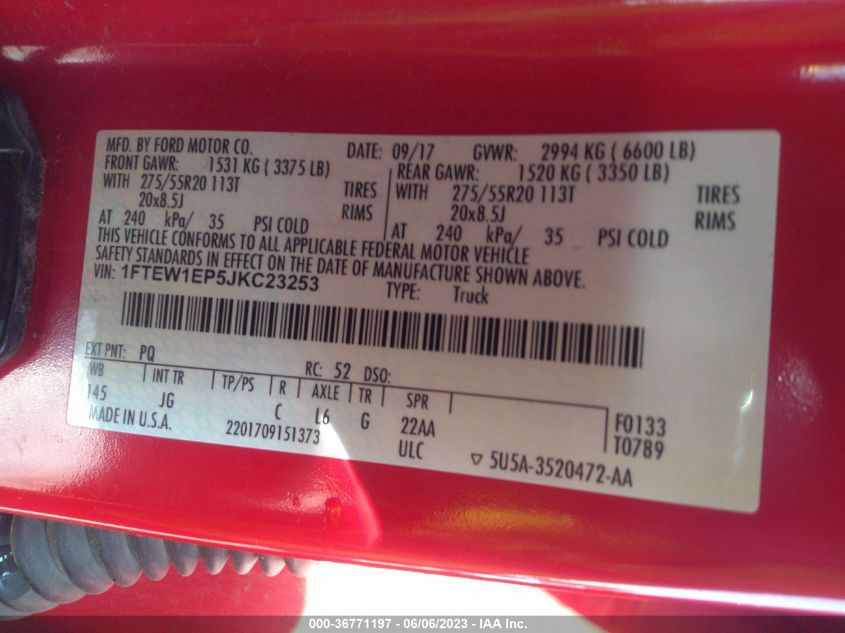 MFD. BY FORD MOTOR CO. DATE: 09/17 GVWR: 2994 KG ( 6600 LB)
FRONT GAWR: 1531 KG ( 3375 LB) REAR GAWR: 1520 KG ( 3350 LB)
WITH 275/55R20 113T TIRES WITH 275/55R20 113T TIRES
20x8.5J RIMS 20x8.5J RIMS
AT 240 kPa/ 35 PSI COLD AT 240 kPa/ 35 PSI COLD
THIS VEHICLE CONFORMS TO ALL APPLICABLE FEDERAL MOTOR VEHICLE
SAFETY STANDARDS IN EFFECT ON THE DATE OF MANUFACTURE SHOWN ABOVE.
VIN: 1FTEW1EP5JKC23253 TYPE: Truck
EXT PNT: PQ RC: 52 DSO:
WB INT TR TP/PS R AXLE TR SPR
145 JG C L6 G 22AA F0133
MADE IN U.S.A. 2201709151373 ULC T0789
▽ 5U5A-3520472-AA
000-36771197 - 06/06/2023 - IAA Inc.